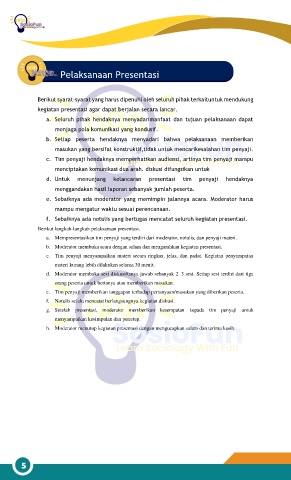 SosioFun
Pelaksanaan Presentasi
Berikut syarat-syarat yang harus dipenuhi oleh seluruh pihak terkaituntuk mendukung
kegiatan presentasi agar dapat berjalan secara lancar.
a. Seluruh pihak hendaknya menyadarimanfaat dan tujuan pelaksanaan dapat
menjaga pola komunikasi yang kondusif.
b. Setiap peserta hendaknya menyadari bahwa pelaksanaan memberikan
masukan yang bersifat konstruktif,tidak untuk mencarikesalahan tim penyaji.
c. Tim penyaji hendaknya memperhatikan audiensi, artinya tim penyaji mampu
menciptakan komunikasi dua arah. diskusi difungsikan untuk
d. Untuk menunjang kelancaran presentasi tim penyaji hendaknya
menggandakan hasil laporan sebanyak jumlah peserta.
e. Sebaiknya ada moderator yang memimpin jalannya acara. Moderator harus
mampu mengatur waktu sesuai perencanaan.
f. Sebaiknya ada notulis yang bertugas mencatat seluruh kegiatan presentasi.
Berikut langkah-langkah pelaksanaan presentasi.
a. Mempresentasikan tim penyaji yang terdiri dari moderator, notulis, dan penyaji materi.
b. Moderator membuka acara dengan salam dan mengenalkan kegiatan presentasi.
c. Tim penyaji menyampaikan materi secara ringkas, jelas, dan padat. Kegiatan penyampaian
materi kurang lebih dilakukan selama 30 menit.
d. Moderator membuka sesi diskusi/tanya jawab sebanyak 2-3 sesi. Setiap sesi terdiri dari tiga
orang peserta untuk bertanya atau memberikan masukan.
e. Tim penyaji memberikan tanggapan terhadap pertanyaan/masukan yang diberikan peserta.
f. Notulis selalu mencatat berlangsungnya kegiatan diskusi.
g. Setelah presentasi, moderator memberikan kesempatan kepada tim penyaji untuk
menyampaikan kesimpulan dan penutup.
h. Moderator menutup kegiatan presentasi dengan mengucapkan salam dan terima kasih.
SosioFun
Learn Sociology With Fun
5